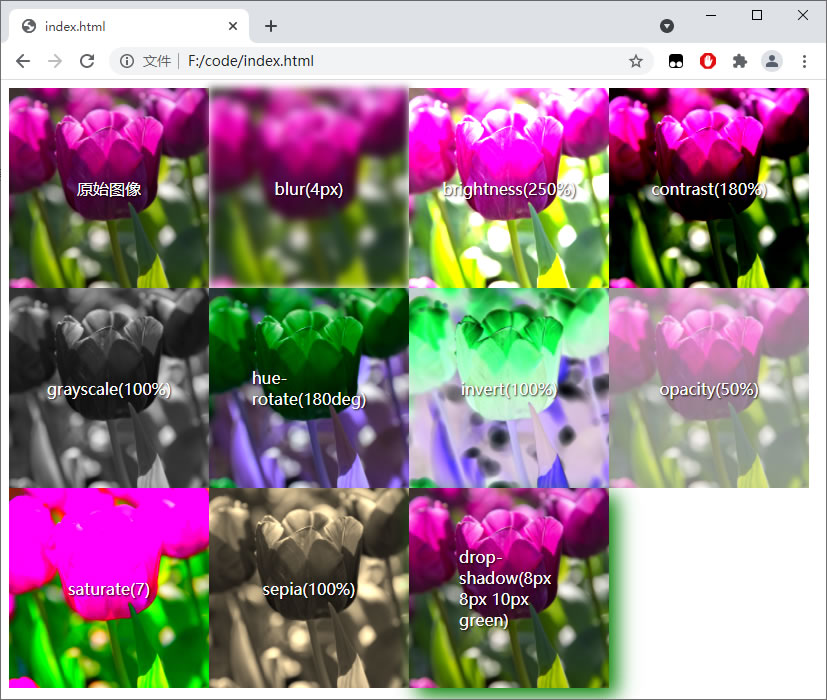 index.html
文件
F:/code/index.html
原始图像
blur(4px)
brightness(250%)
contrast(180%)
grayscale(100%)
hue-
rotate(180deg)
invert(100%)
opacity(50%)
saturate(7)
sepia(100%)
drop-
shadow(8px
8px 10px
green)